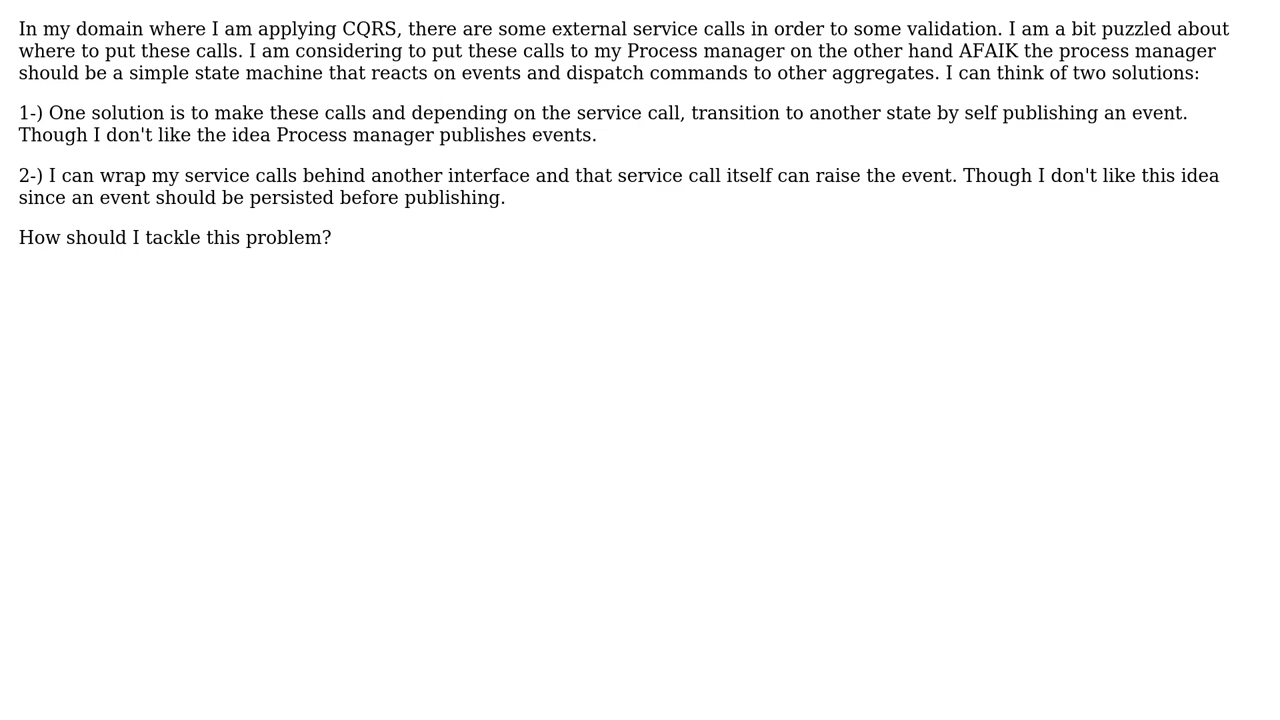 In my domain where I am applying CQRS, there are some external service calls in order to some validation. I am a bit puzzled about
where to put these calls. I am considering to put these calls to my Process manager on the other hand AFAIK the process manager
should be a simple state machine that reacts on events and dispatch commands to other aggregates. I can think of two solutions:
1-) One solution is to make these calls and depending on the service call, transition to another state by self publishing an event.
Though I don't like the idea Process manager publishes events.
2-) I can wrap my service calls behind another interface and that service call itself can raise the event. Though I don't like this idea
since an event should be persisted before publishing.
How should I tackle this problem?